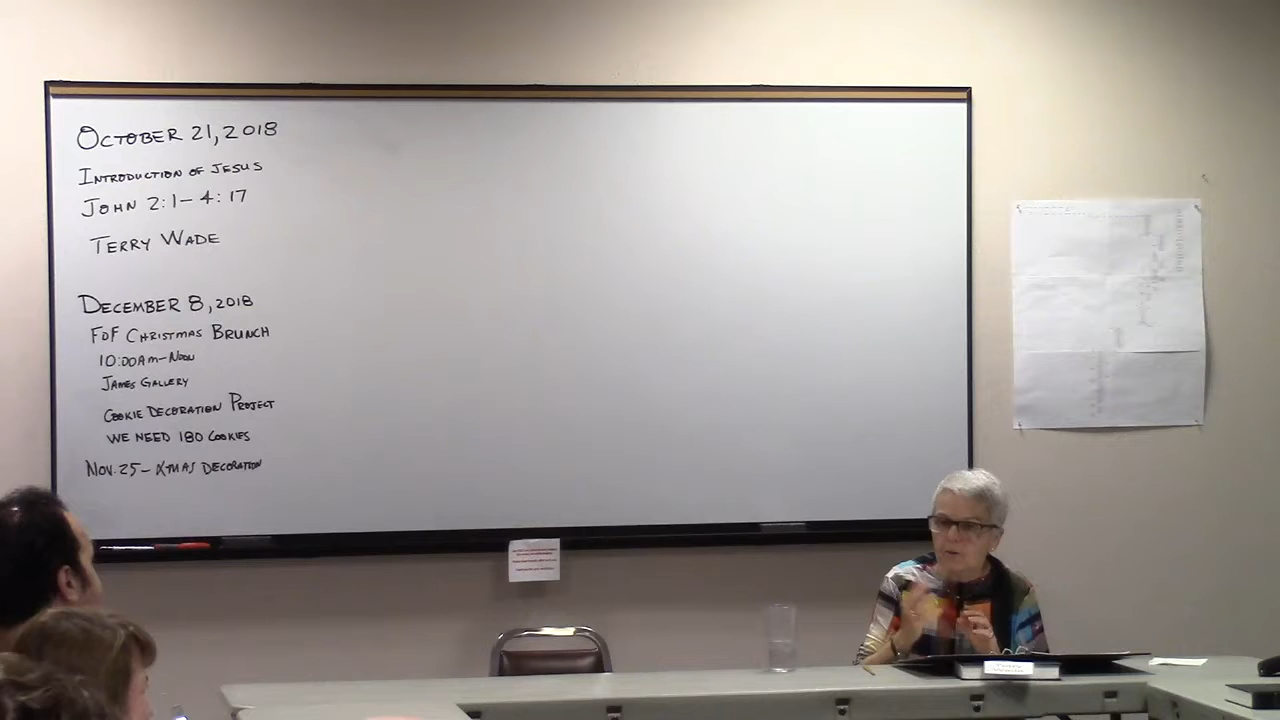 OCTOBER 21, 2018
INTRODUCTION OF JESUS
JOHN 2:1-4:17
TERRY WADE
DECEMBER 8, 2018
FOF CHRISTMAS BRUNCH
10:00AM-NOON
JAMES GALLERY
COOKIE DECORATION PROJECT
WE NEED 180 COOKIES
NOV. 25- XMAS DECORATION